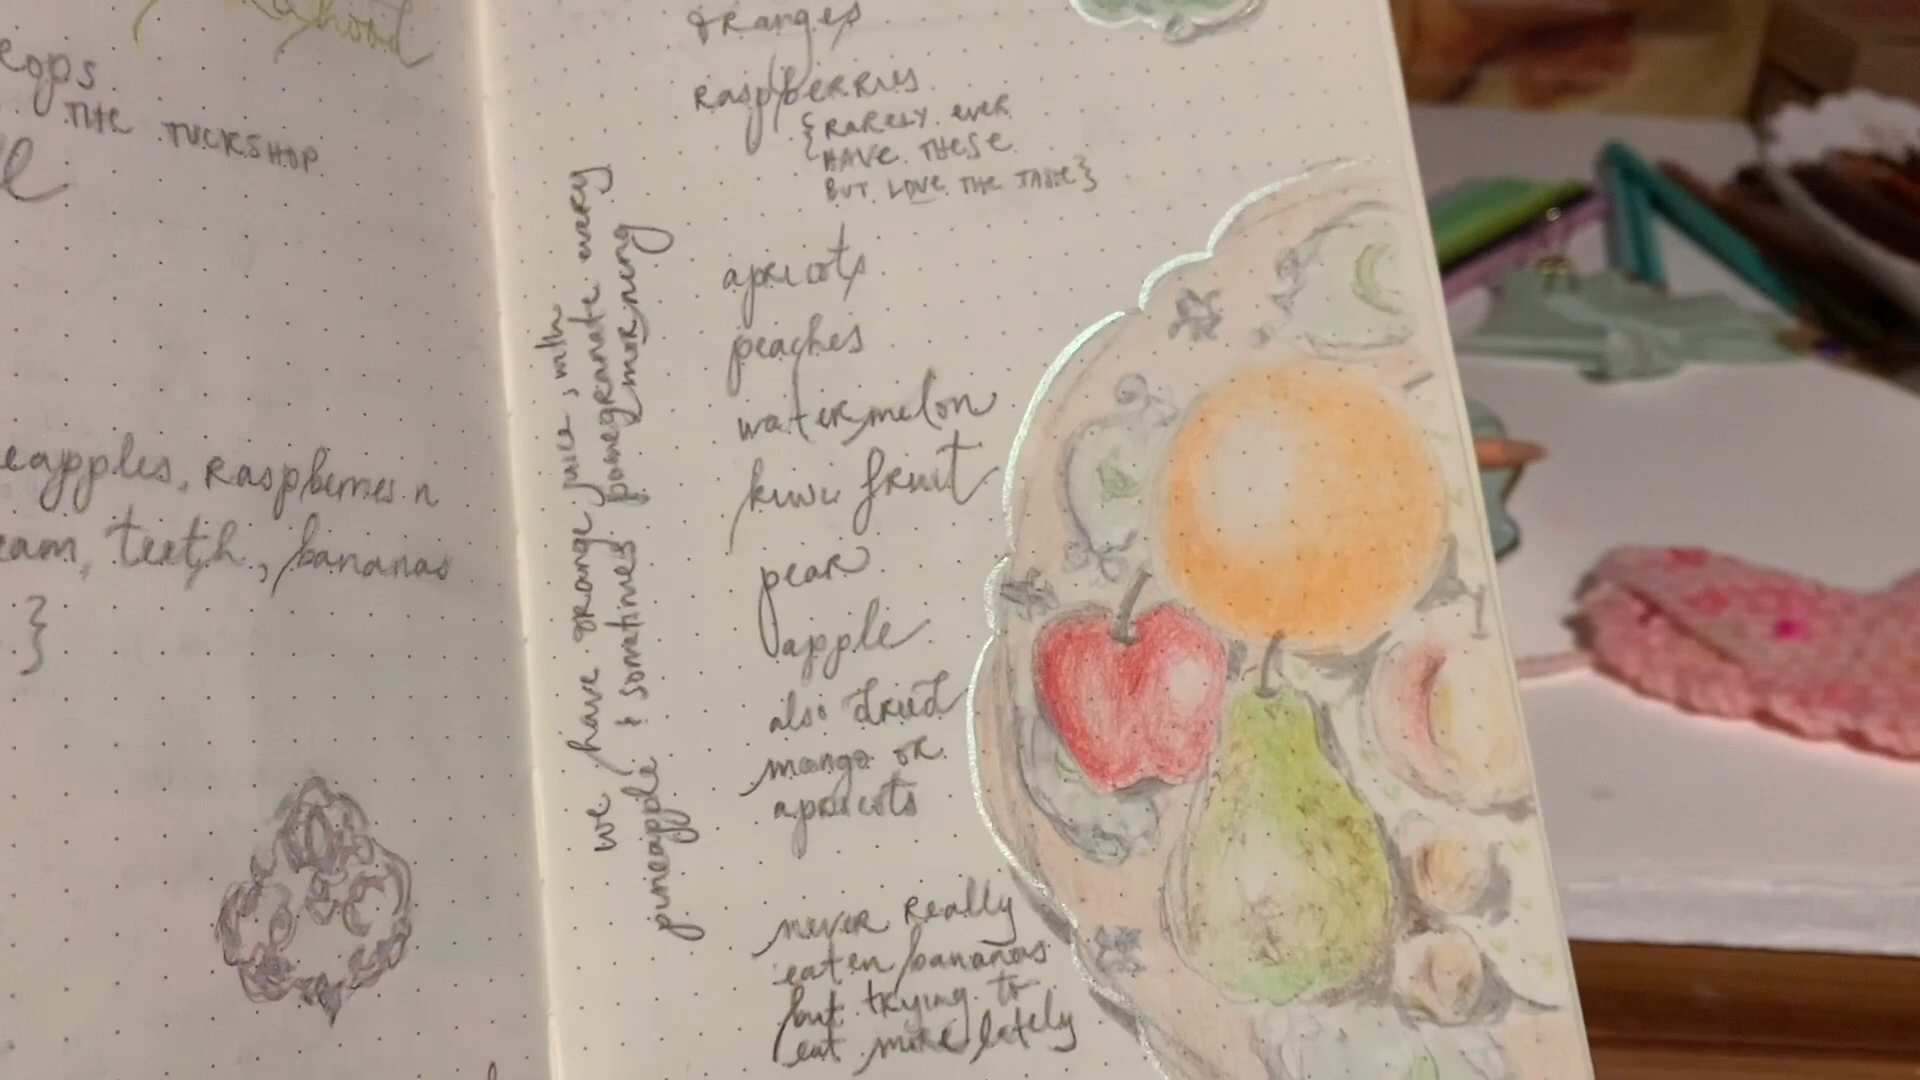 hood
THE TUCKSHOP
eapples, RaspbeRRies n
eam, teeth, bananas
}
we have orange juice, with
pineapple & sometimes pomegranate every
morning
oranges
Raspberries
{RARELY ever
HAVE THESE
BUT LOVE THE TASTE}
apricots
peaches
watermelon
kiwi fruit
pear
apple
also dried
mango or
apricots
never Really
eaten bananas
but trying to
eat more lately